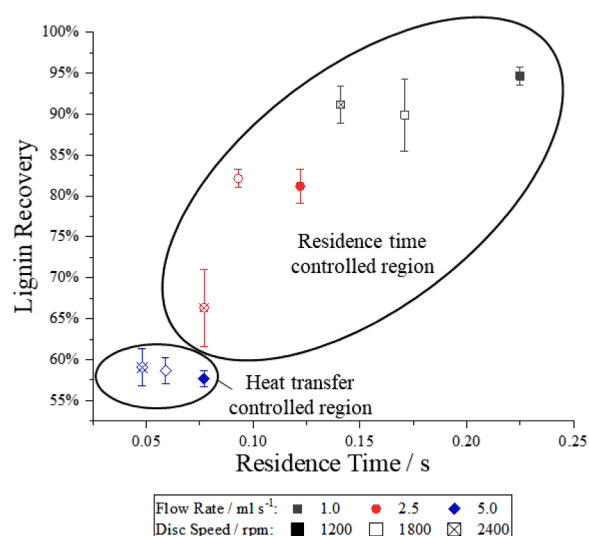 100%
95%
90%
85%
80%
75%
70%
65%
60%
55%
Lignin Recovery
Residence time
controlled region
Heat transfer
controlled region
0.05 0.10 0.15 0.20 0.25
Residence Time / s
Flow Rate / ml s⁻¹: 1.0 2.5 5.0
Disc Speed / rpm: 1200 1800 2400